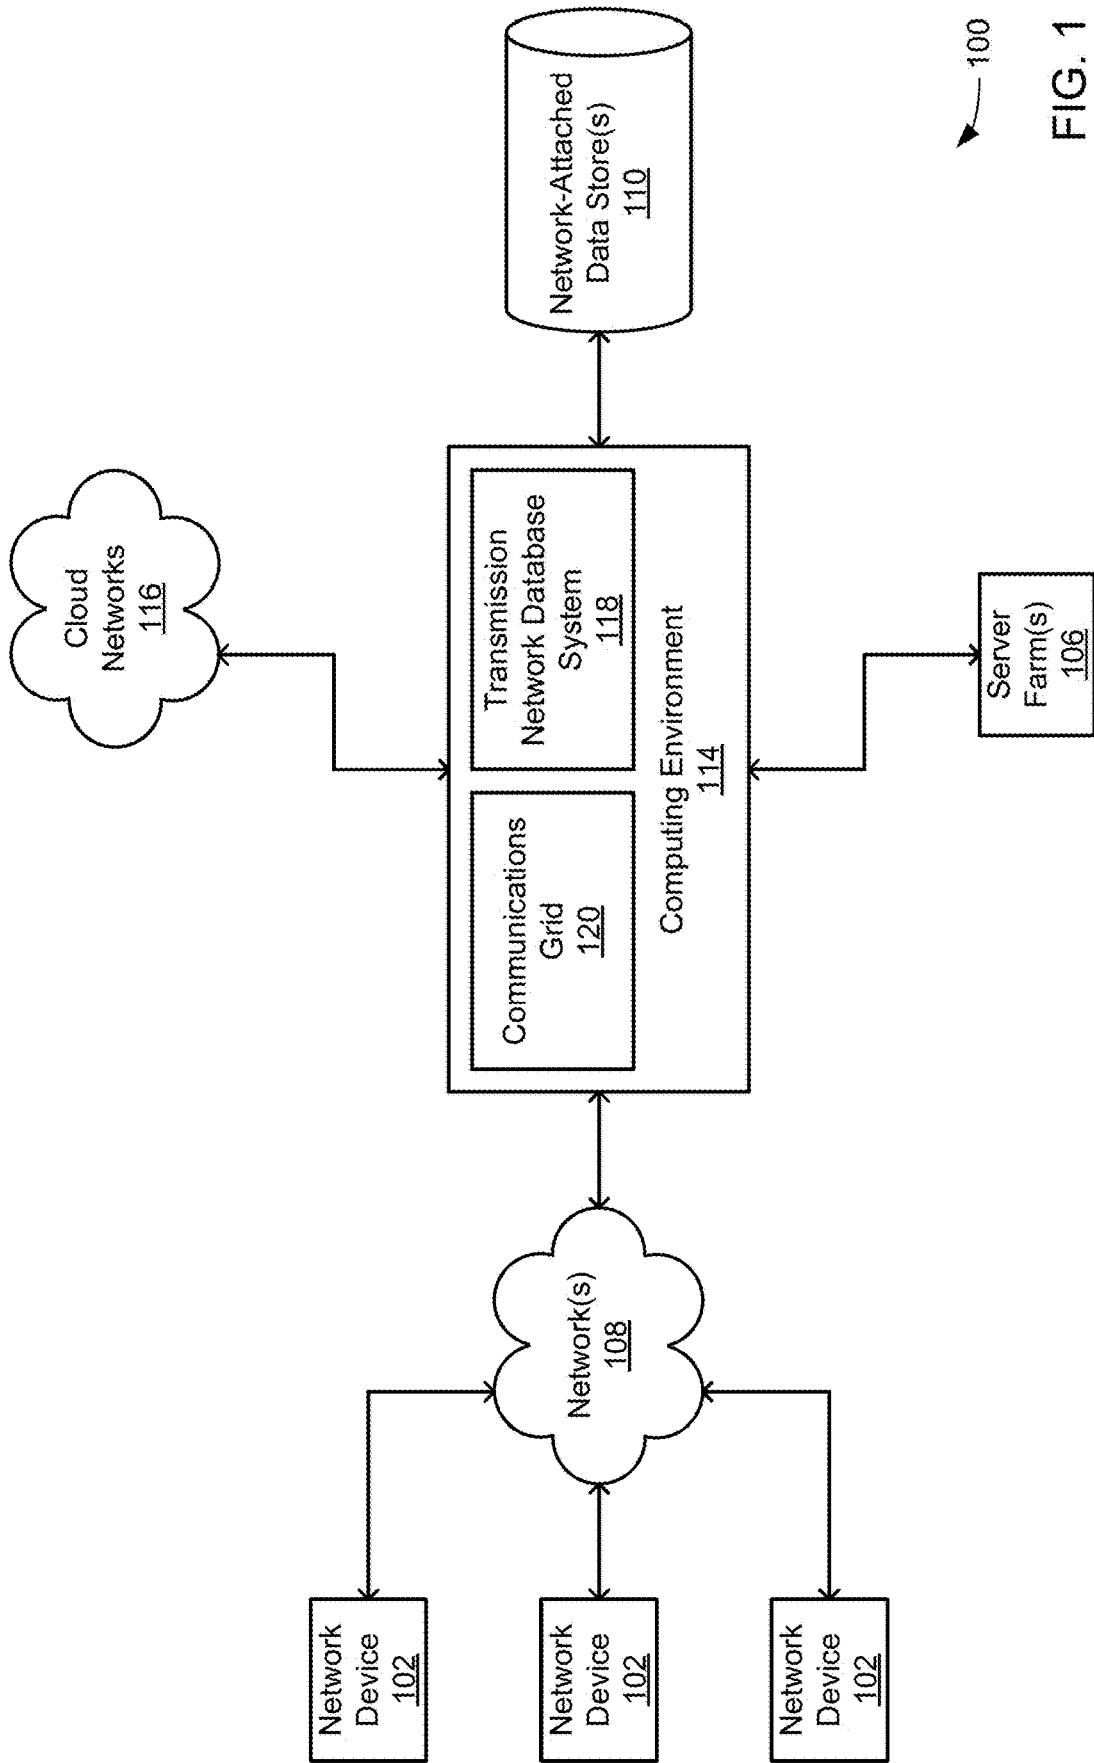 Cloud
Networks
116
Network
Device
102
Network
Device
102
Network
Device
102
Network(s)
108
Communications
Grid
120
Transmission
Network Database
System
118
Computing Environment
114
Network-Attached
Data Store(s)
110
Server
Farm(s)
106
100
FIG. 1